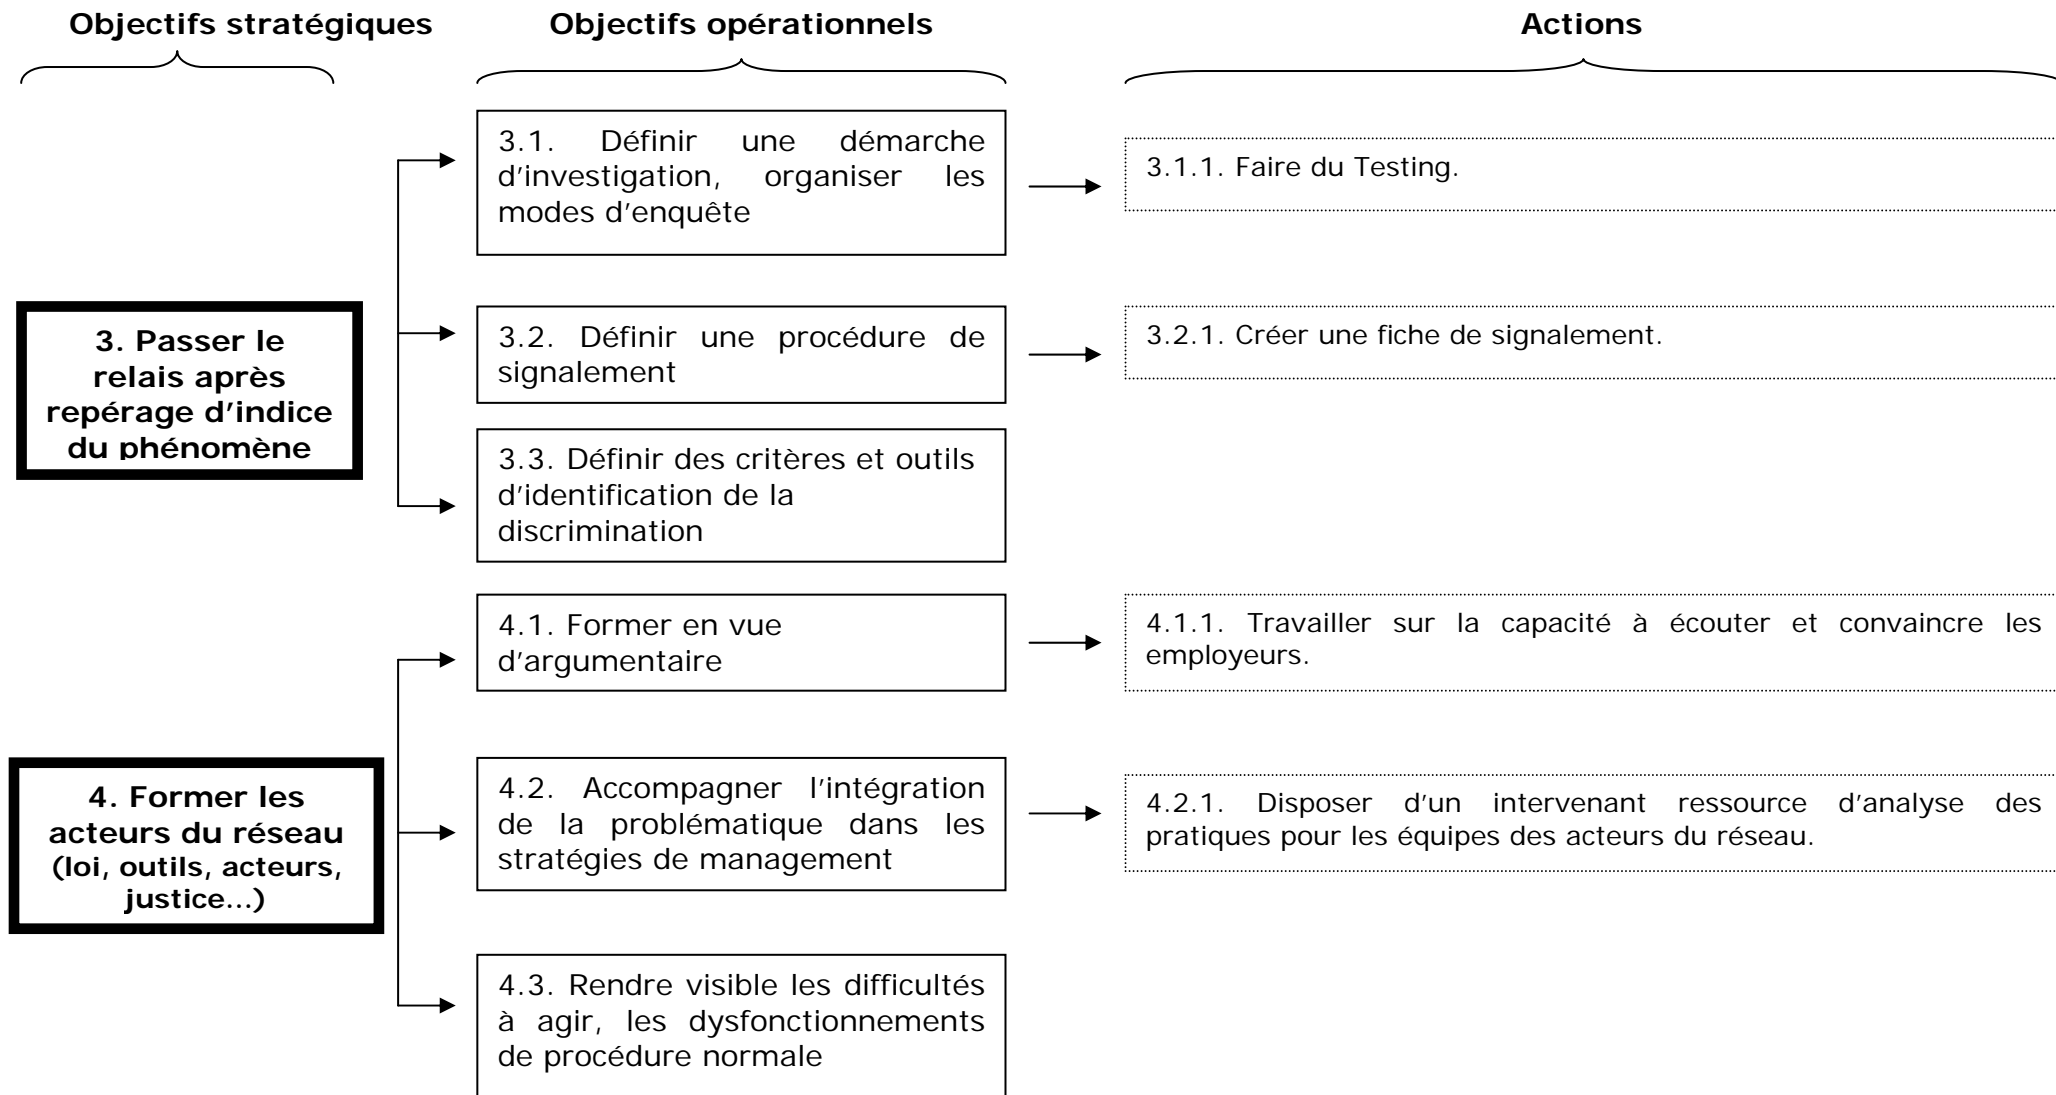 Objectifs stratégiques
Objectifs opérationnels
Actions
3. Passer le
relais après
repérage d’indice
du phénomène
3.1. Définir une démarche
d’investigation, organiser les
modes d’enquête
3.1.1. Faire du Testing.
3.2. Définir une procédure de
signalement
3.2.1. Créer une fiche de signalement.
3.3. Définir des critères et outils
d’identification de la
discrimination
4. Former les
acteurs du réseau
(loi, outils, acteurs,
justice…)
4.1. Former en vue
d’argumentaire
4.1.1. Travailler sur la capacité à écouter et convaincre les
employeurs.
4.2. Accompagner l’intégration
de la problématique dans les
stratégies de management
4.2.1. Disposer d’un intervenant ressource d’analyse des
pratiques pour les équipes des acteurs du réseau.
4.3. Rendre visible les difficultés
à agir, les dysfonctionnements
de procédure normale